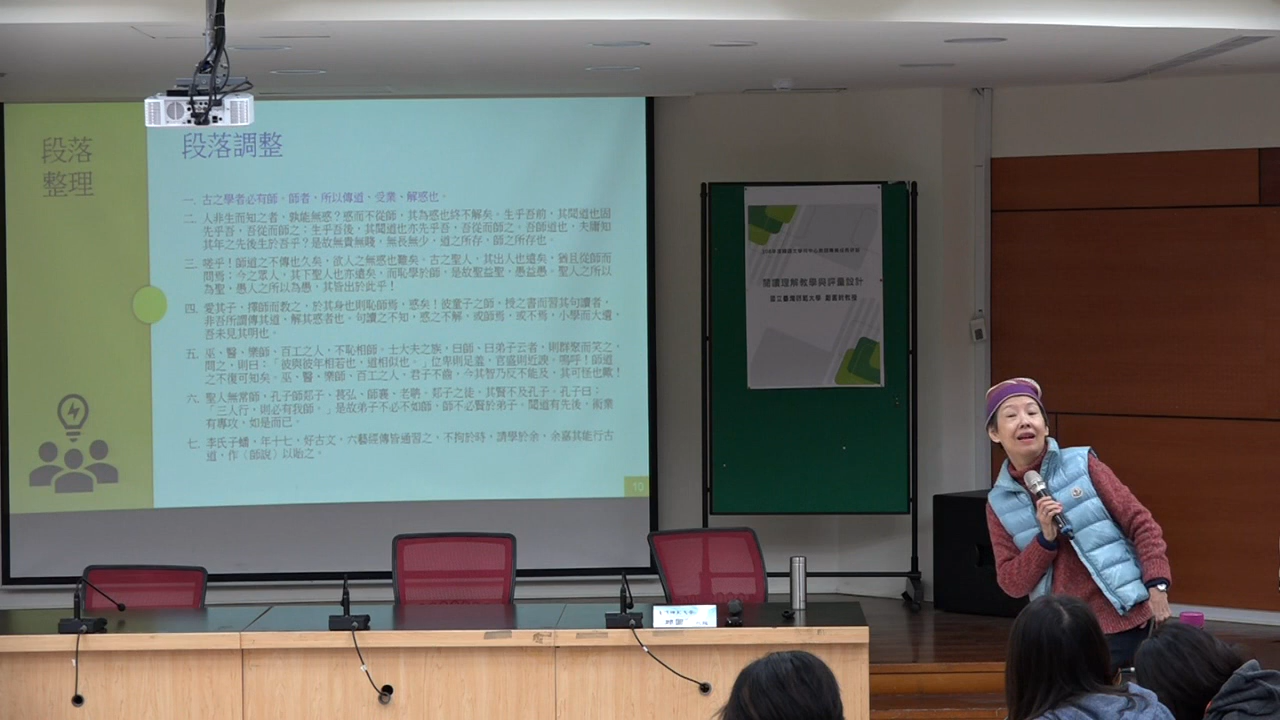 段落
整理
段落調整
一. 古之學者必有師。師者，所以傳道、受業、解惑也。
二. 人非生而知之者，孰能無惑？惑而不從師，其為惑也終不解矣。生乎吾前，其聞道也固
先乎吾，吾從而師之；生乎吾後，其聞道也亦先乎吾，吾從而師之。吾師道也，夫庸知
其年之先後生於吾乎？是故無貴無賤，無長無少，道之所存，師之所存也。
三. 嗟乎！師道之不傳也久矣，欲人之無惑也難矣。古之聖人，其出人也遠矣，猶且從師而
問焉；今之眾人，其下聖人也亦遠矣，而恥學於師。是故聖益聖，愚益愚。聖人之所以
為聖，愚人之所以為愚，其皆出於此乎！
四. 愛其子，擇師而教之，於其身也則恥師焉，惑矣！彼童子之師，授之書而習其句讀者，
非吾所謂傳其道、解其惑者也。句讀之不知，惑之不解，或師焉，或不焉，小學而大遺，
吾未見其明也。
五. 巫、醫、樂師、百工之人，不恥相師。士大夫之族，曰師、曰弟子云者，則群聚而笑之。
問之，則曰：「彼與彼年相若也，道相似也。」位卑則足羞，官盛則近諛。嗚呼！師道
之不復可知矣。巫、醫、樂師、百工之人，君子不齒，今其智乃反不能及，其可怪也歟！
六. 聖人無常師。孔子師郯子、萇弘、師襄、老聃。郯子之徒，其賢不及孔子。孔子曰：
「三人行，則必有我師。」是故弟子不必不如師，師不必賢於弟子，聞道有先後，術業
有專攻，如是而已。
七. 李氏子蟠，年十七，好古文，六藝經傳皆通習之，不拘於時，請學於余，余嘉其能行古
道，作〈師說〉以貽之。
10
閱讀理解教學與評量設計
國立臺灣師範大學 鄭圓鈴教授